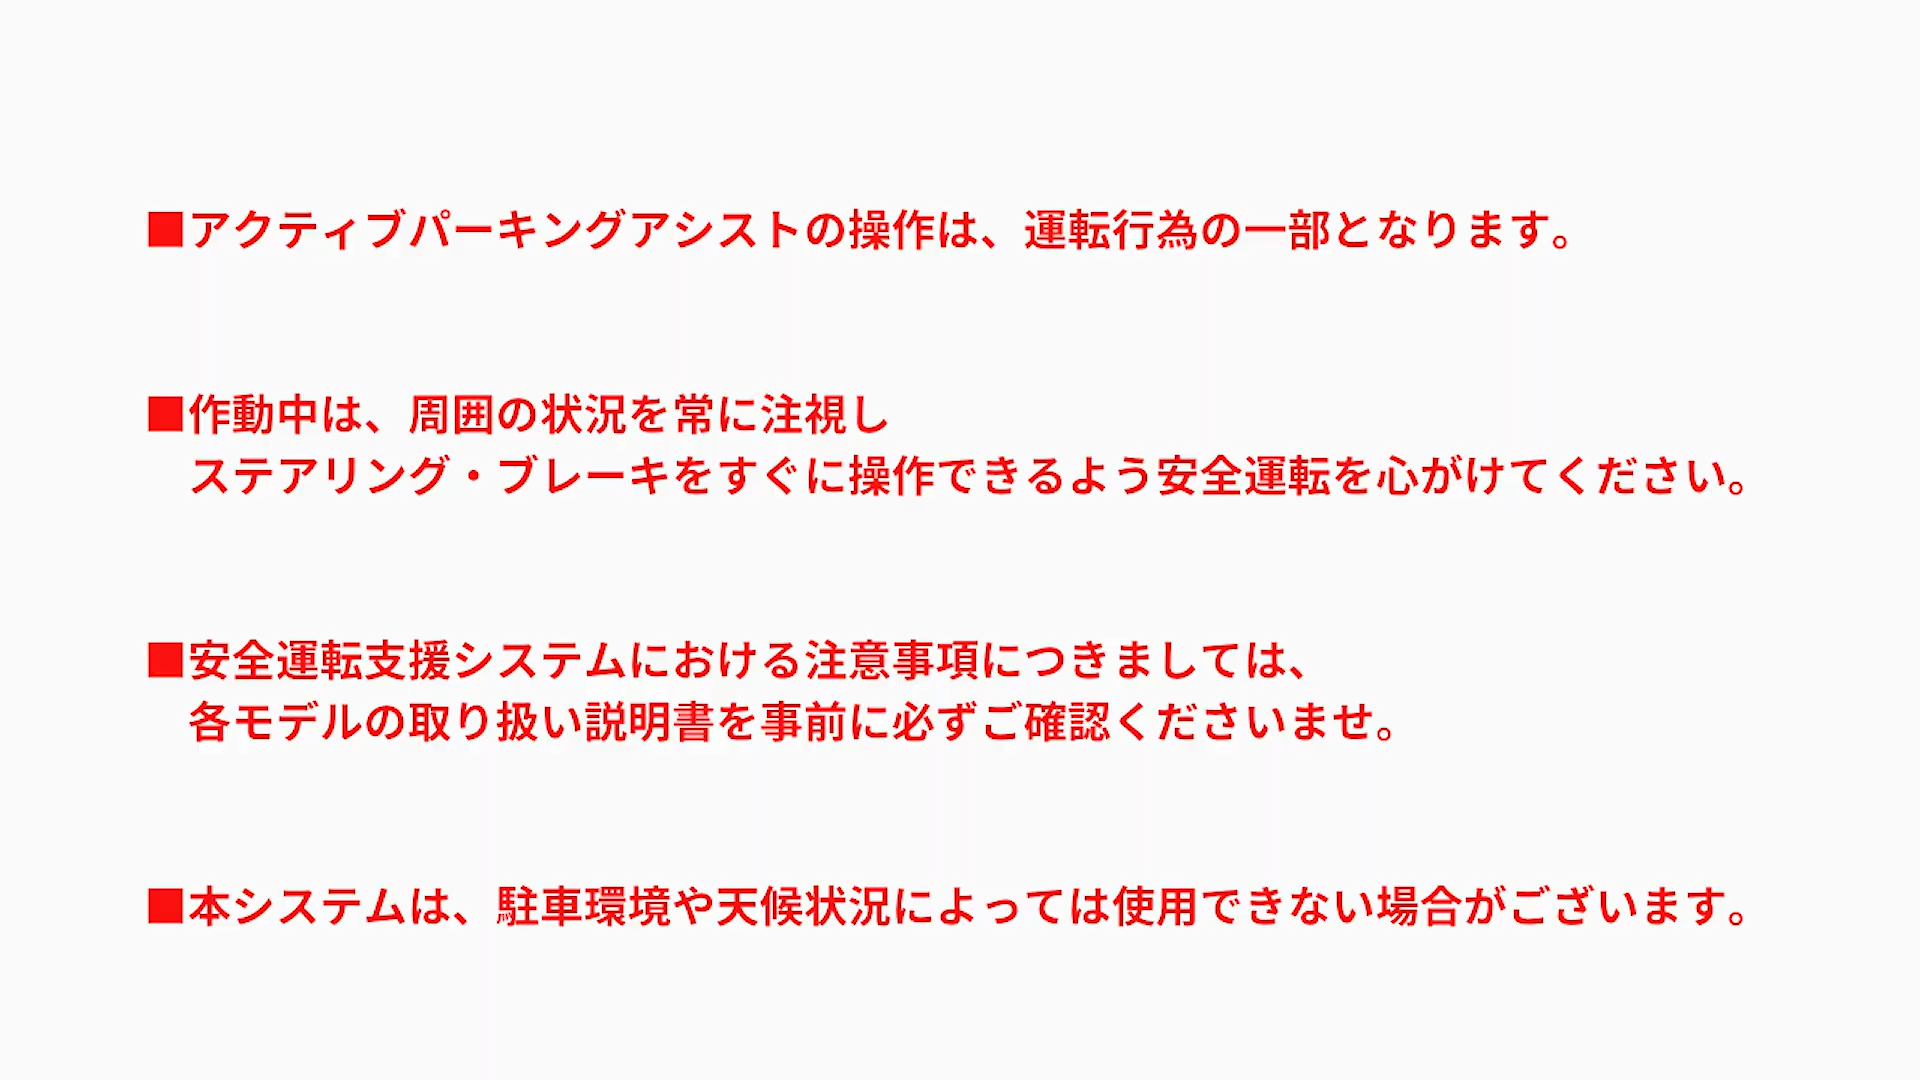 ■アクティブパーキングアシストの操作は、運転行為の一部となります。
■作動中は、周囲の状況を常に注視し
ステアリング・ブレーキをすぐに操作できるよう安全運転を心がけてください。
■安全運転支援システムにおける注意事項につきましては、
各モデルの取り扱い説明書を事前に必ずご確認くださいませ。
■本システムは、駐車環境や天候状況によっては使用できない場合がございます。